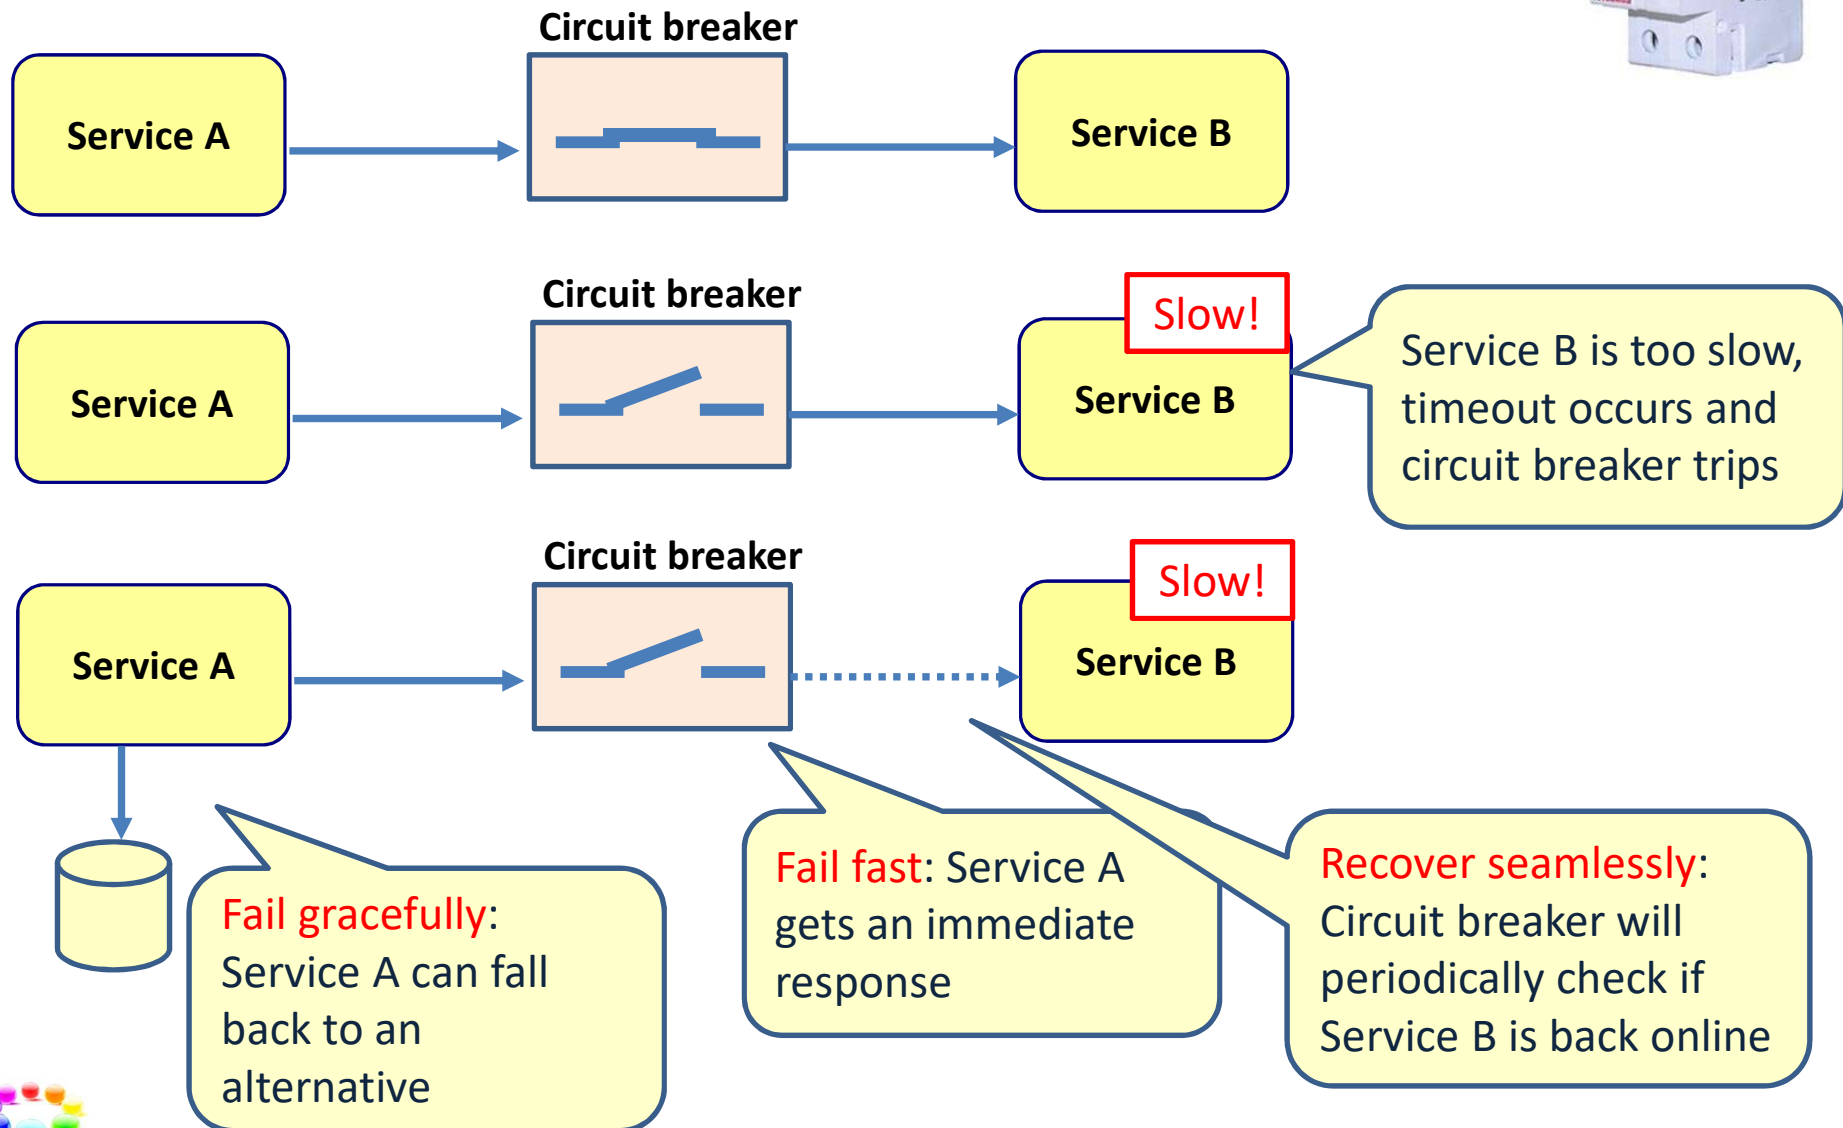 Circuit breaker
Service A
Service B
Circuit breaker
Slow!
Service A
Service B
Service B is too slow,
timeout occurs and
circuit breaker trips
Circuit breaker
Slow!
Service A
Service B
Fail gracefully:
Service A can fall
back to an
alternative
Fail fast: Service A
gets an immediate
response
Recover seamlessly:
Circuit breaker will
periodically check if
Service B is back online